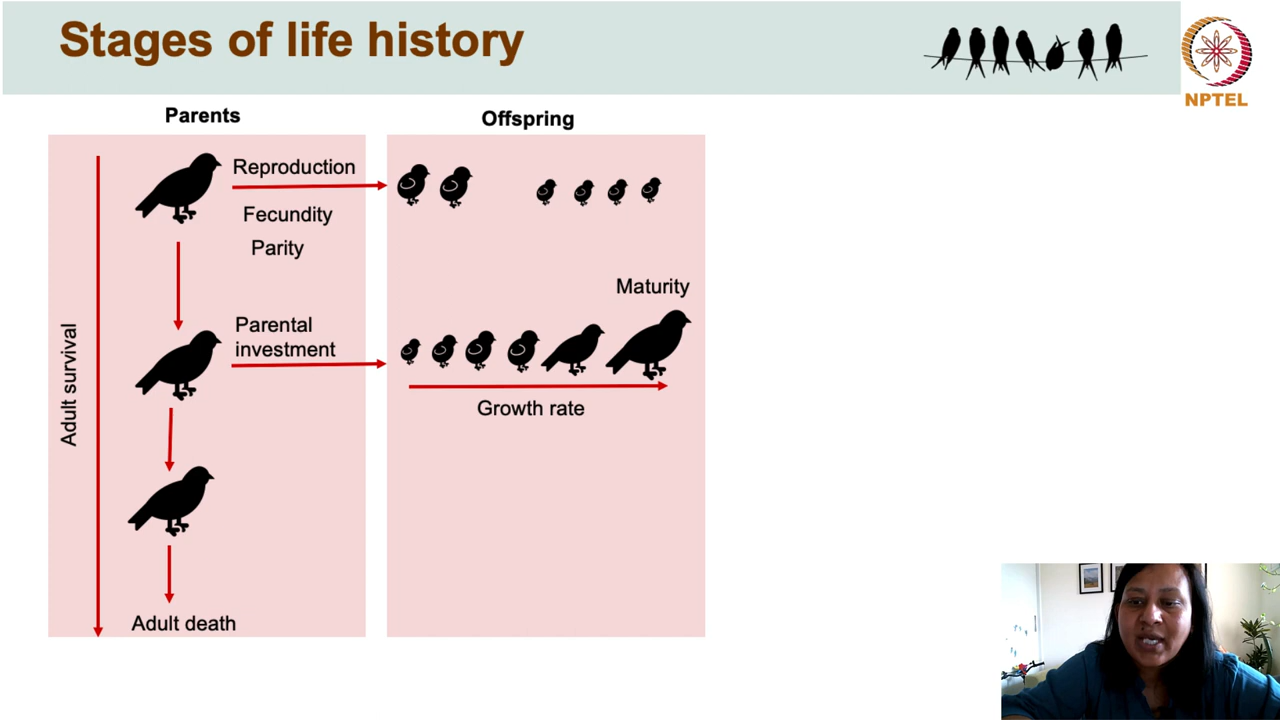 Stages of life history
NPTEL
Parents
Offspring
Reproduction
Fecundity
Parity
Maturity
Parental
investment
Adult survival
Growth rate
Adult death